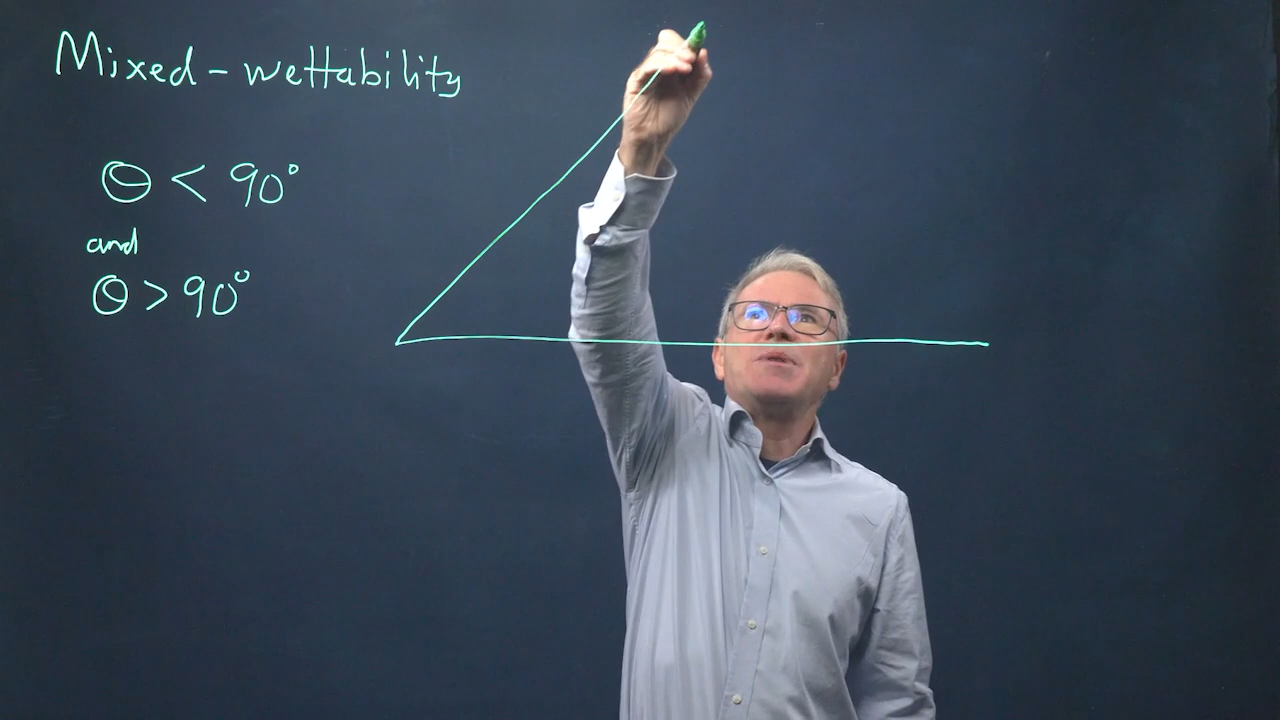 Mixed-wettability
Θ < 90°
and
Θ > 90°